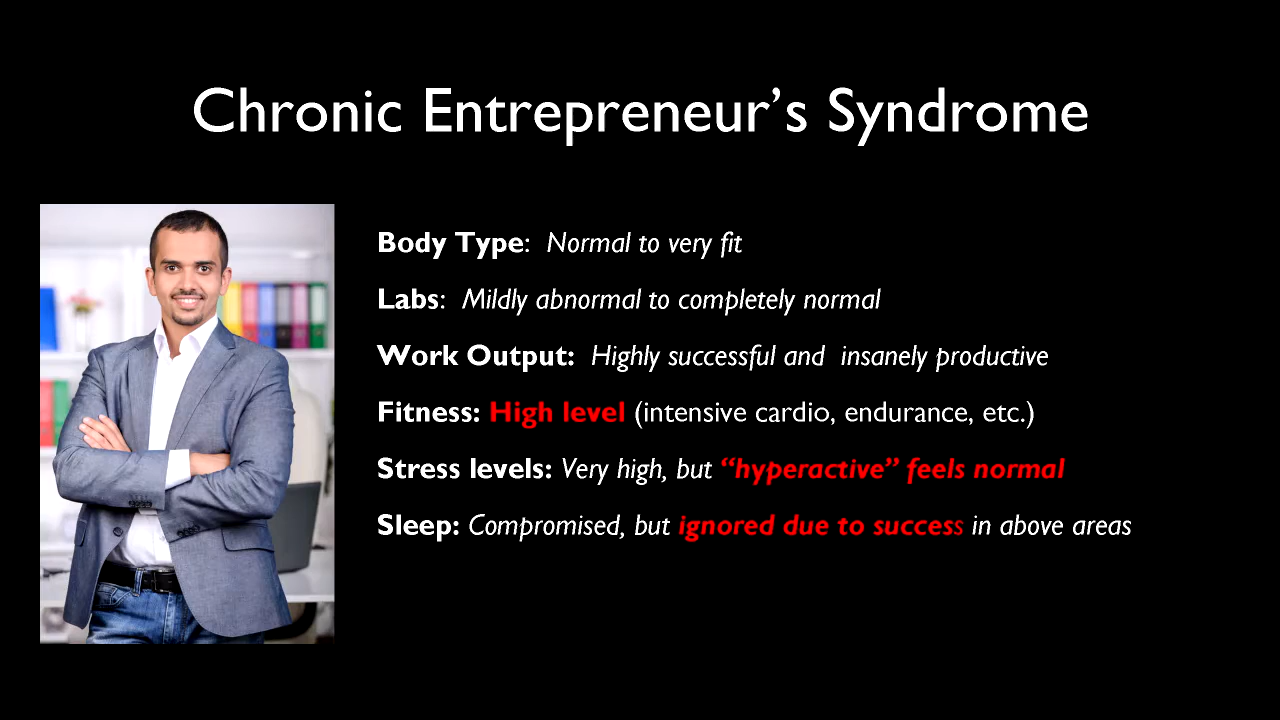 Chronic Entrepreneur’s Syndrome
Body Type:  Normal to very fit
Labs:  Mildly abnormal to completely normal
Work Output:  Highly successful and  insanely productive
Fitness: High level (intensive cardio, endurance, etc.)
Stress levels: Very high, but “hyperactive” feels normal
Sleep: Compromised, but ignored due to success in above areas